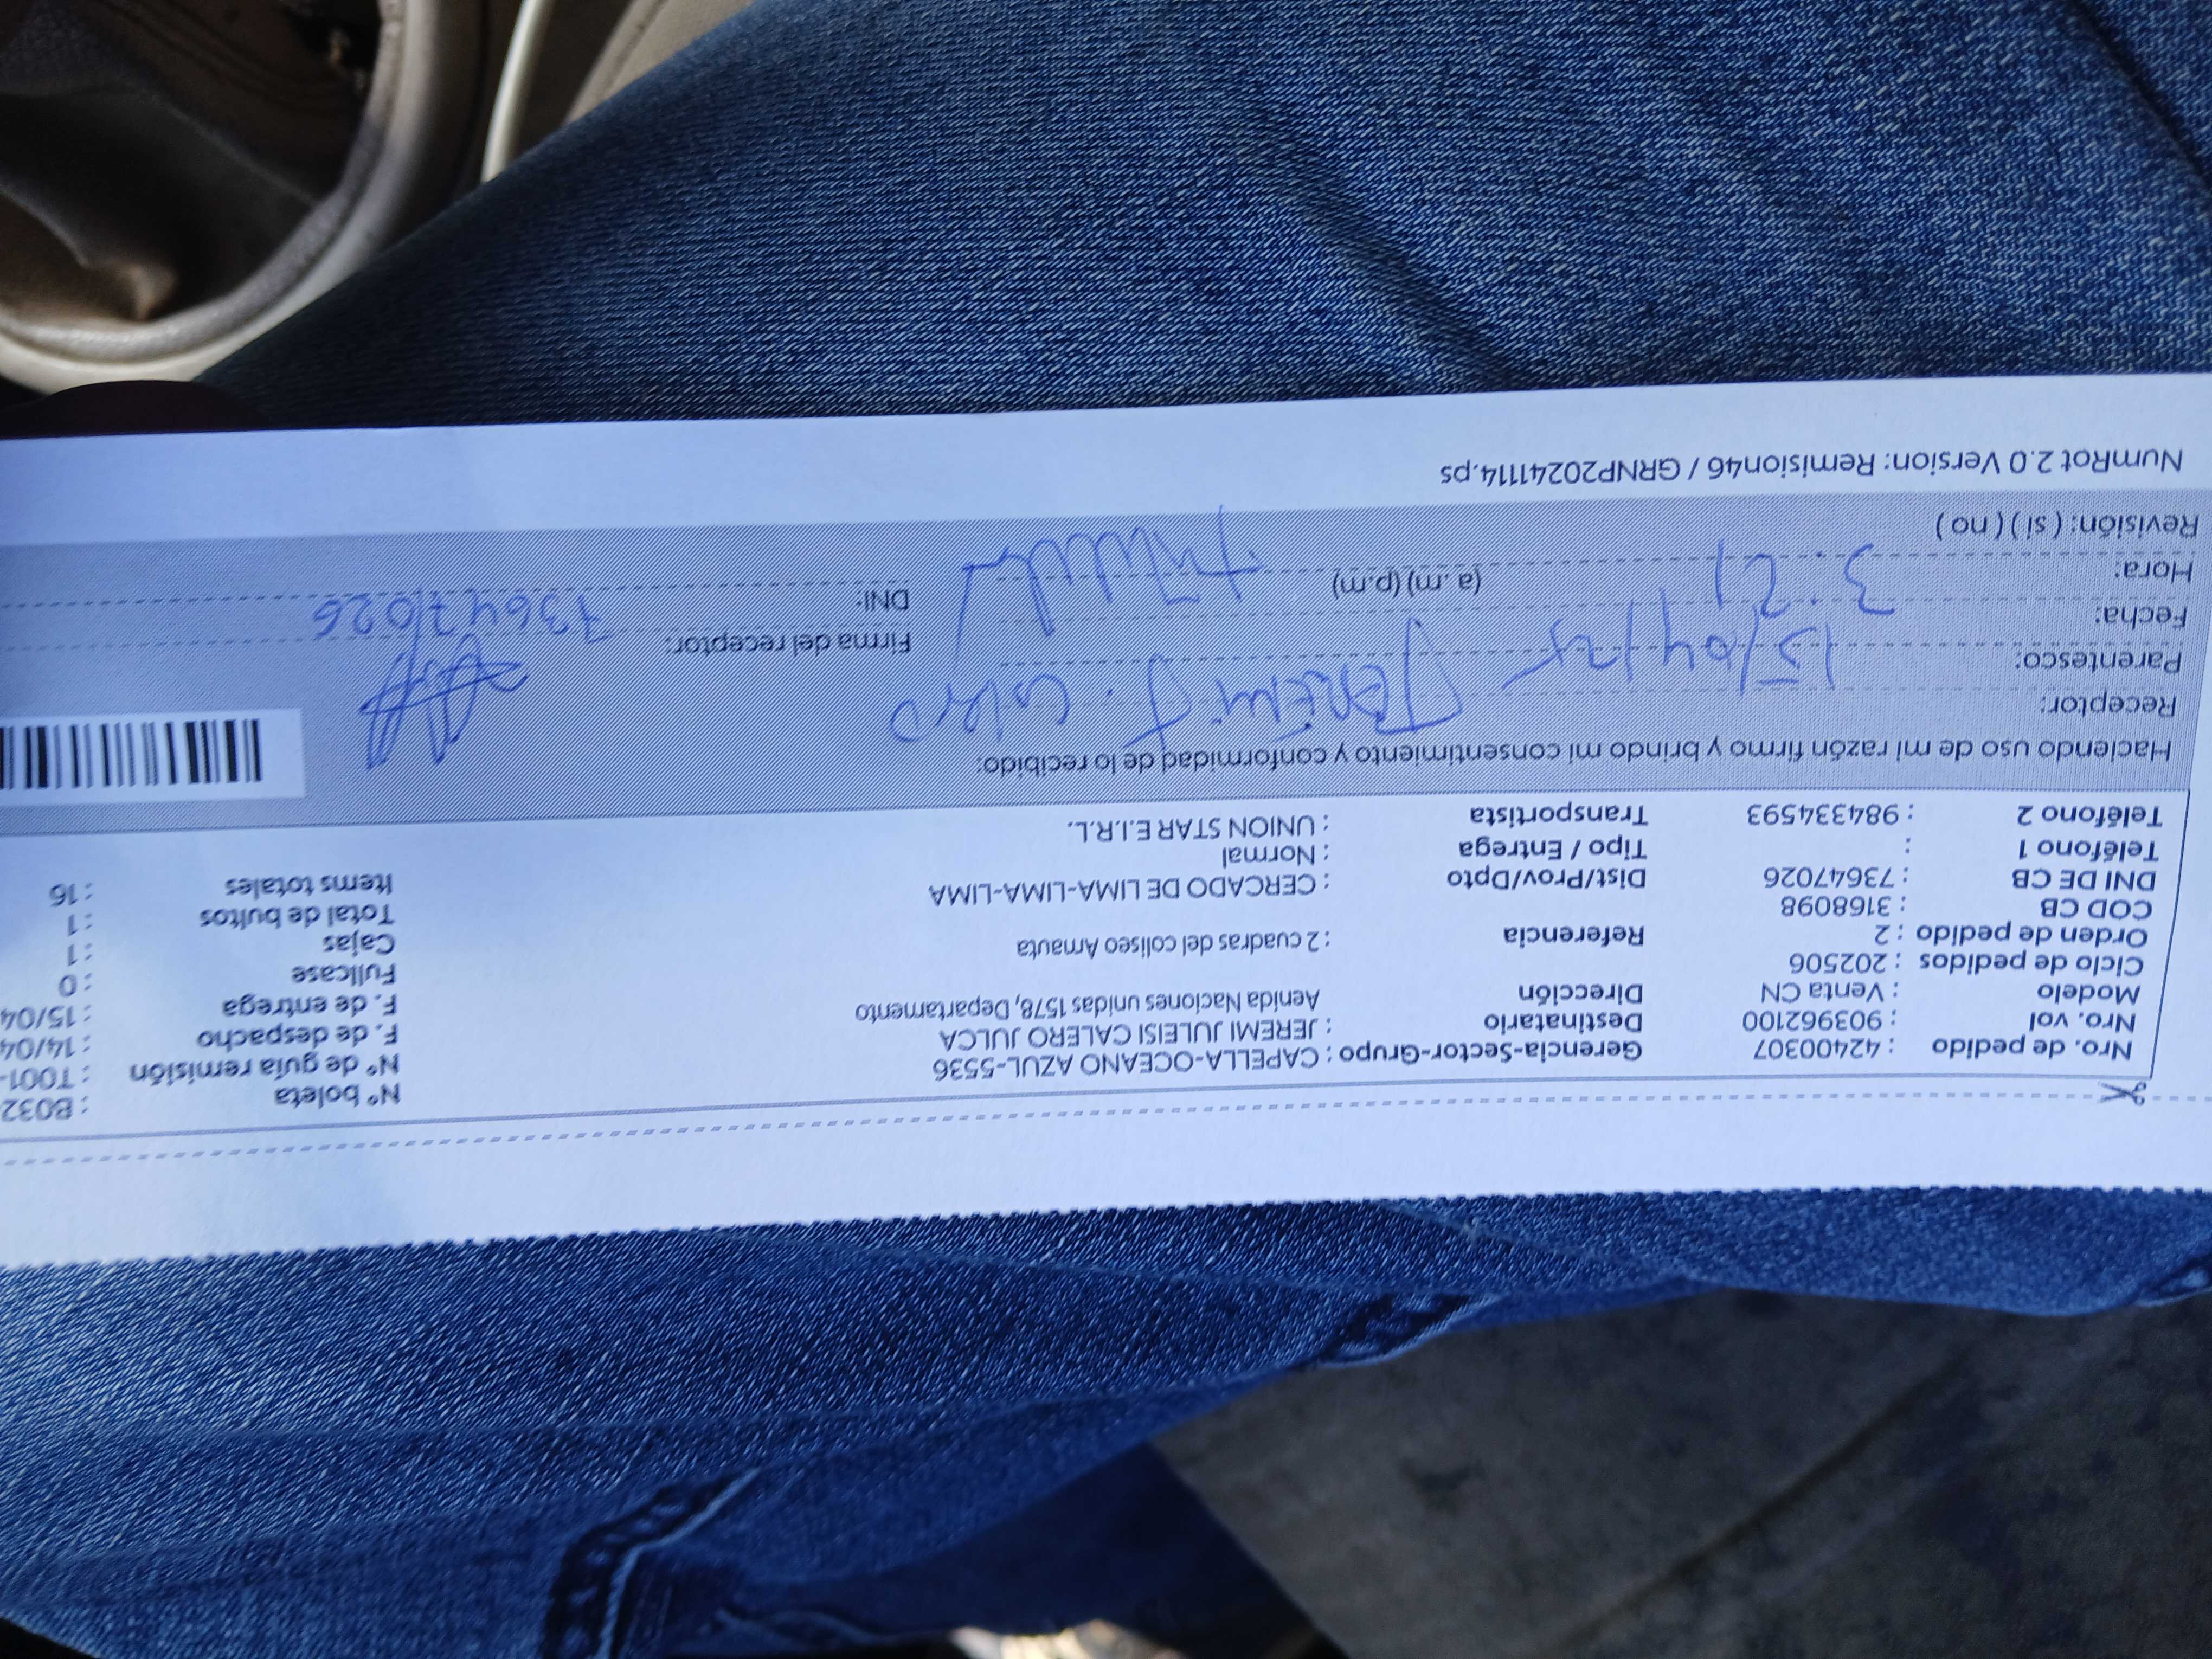 Nro. de pedido : 42400307 Gerencia-Sector-Grupo : CAPELLA-OCEANO AZUL-5536 N° boleta : B032
Nro. vol : 903962100 Destinatario : JEREMI JULEISI CALERO JULCA N° de guía remisión : T001-
Modelo : Venta CN Dirección Aenida Naciones unidas 1578, Departamento F. de despacho : 14/04
Ciclo de pedidos : 202506 F. de entrega : 15/04
Orden de pedido : 2 Referencia : 2 cuadras del coliseo Amauta Fullcase : 0
COD CB : 3168098 Cajas : 1
DNI DE CB : 73647026 Dist/Prov/Dpto : CERCADO DE LIMA-LIMA-LIMA Total de bultos : 1
Teléfono 1 : Tipo / Entrega : Normal Items totales : 16
Teléfono 2 : 984334593 Transportista : UNION STAR E.I.R.L.
Haciendo uso de mi razón firmo y brindo mi consentimiento y conformidad de lo recibido:
Receptor: Jeremi J. Calero
Parentesco: Firma del receptor:
Fecha: 15/04/25 DNI: 73647026
Hora: 3:21 (a.m) (p.m)
Revisión: ( si ) ( no )
NumRot 2.0 Version: Remision46 / GRNP20241114.ps